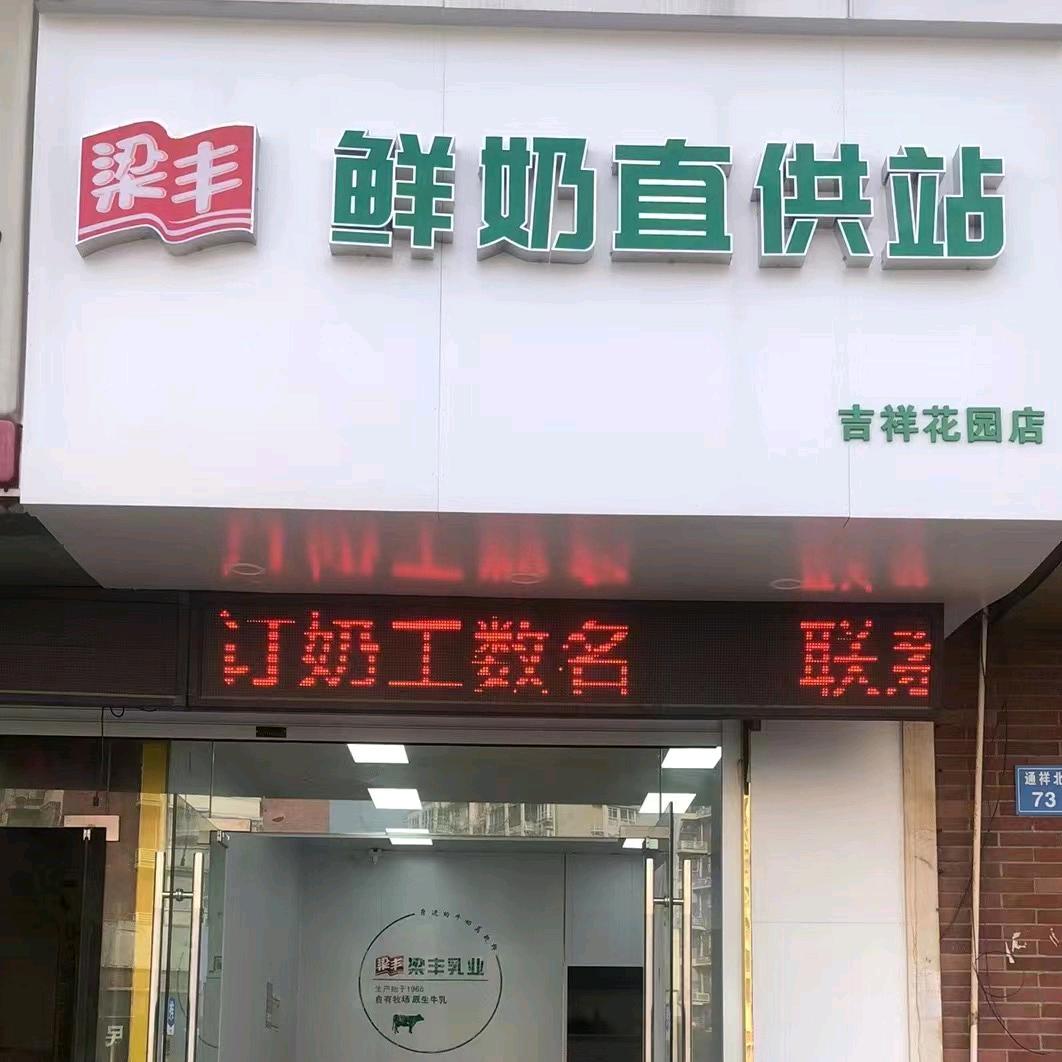 梁丰 鲜奶直供站
吉祥花园店
订奶工数名 联系
通祥北
73
梁丰 梁丰乳业
生产始于1966
自有牧场 原生牛乳